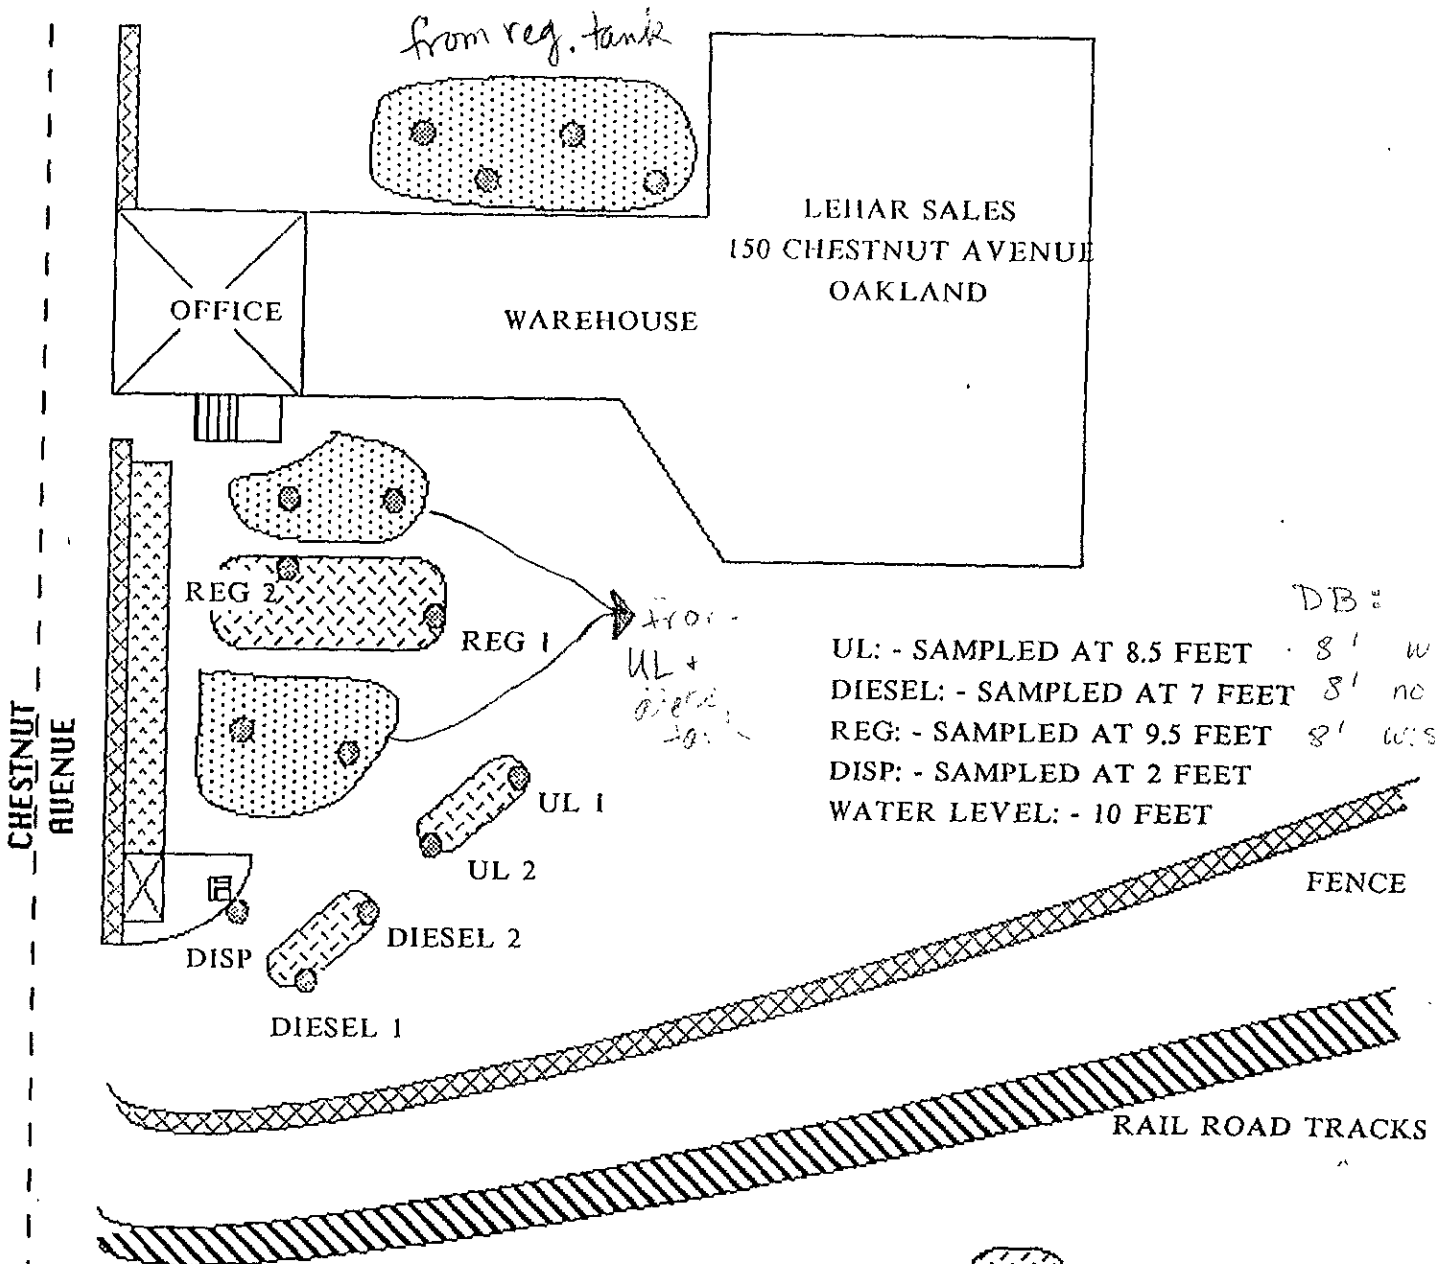 from reg. tank
LEHAR SALES
150 CHESTNUT AVENUE
OAKLAND
OFFICE
WAREHOUSE
REG 2
REG 1
UL +
DB:
UL: - SAMPLED AT 8.5 FEET 8' w
DIESEL: - SAMPLED AT 7 FEET 8' no
REG: - SAMPLED AT 9.5 FEET 8'
DISP: - SAMPLED AT 2 FEET
WATER LEVEL: - 10 FEET
CHESTNUT
AVENUE
UL 1
UL 2
FENCE
DISP
DIESEL 2
DIESEL 1
RAIL ROAD TRACKS